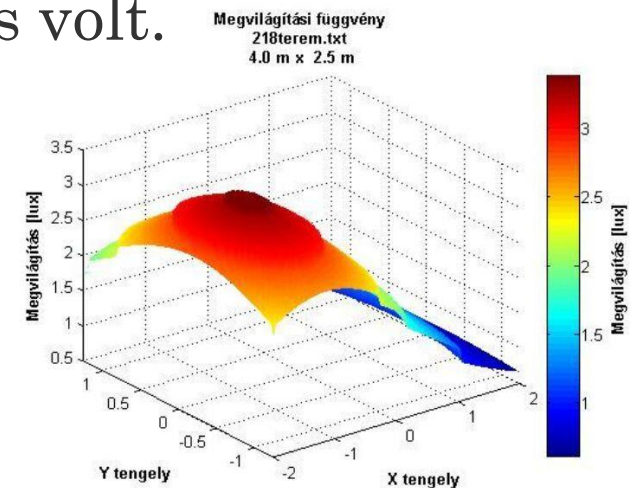 s volt.
Megvilágítási függvény
218terem.txt
4.0 m x 2.5 m
3.5
3
2.5
2
1.5
1
0.5
Megvilágítás [lux]
1
0.5
0
-0.5
-1
Y tengely
-2
-1
0
1
2
X tengely
3
2.5
2
1.5
1
Megvilágítás [lux]